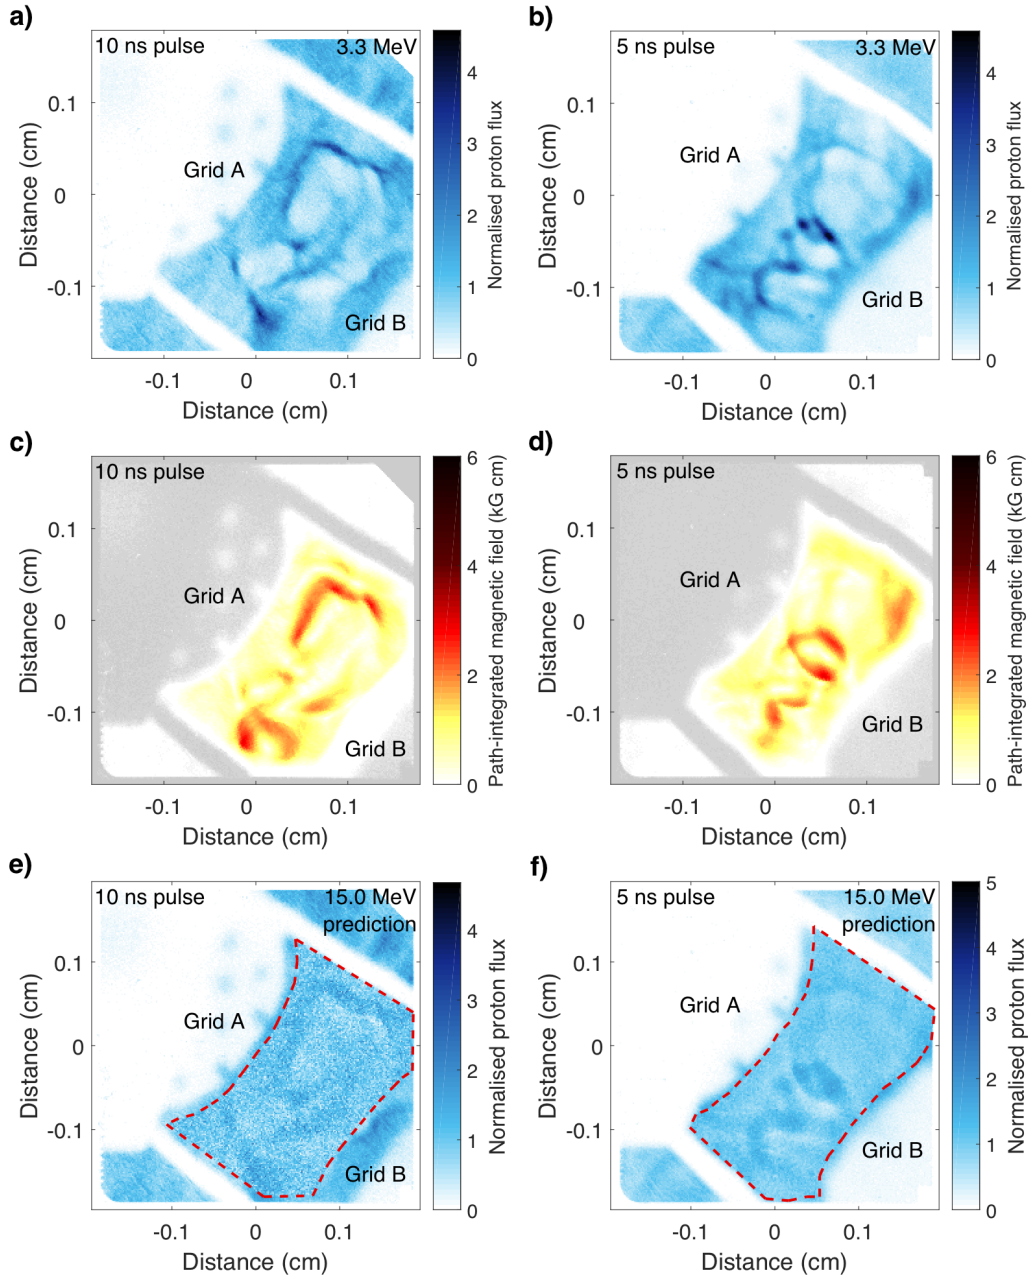 a)
10 ns pulse
3.3 MeV
Grid A
Grid B
0.1
0
-0.1
-0.1
0
0.1
Distance (cm)
Distance (cm)
4
3
2
1
0
Normalised proton flux
b)
5 ns pulse
3.3 MeV
Grid A
Grid B
0.1
0
-0.1
-0.1
0
0.1
Distance (cm)
Distance (cm)
4
3
2
1
0
Normalised proton flux
c)
10 ns pulse
Grid A
Grid B
0.1
0
-0.1
-0.1
0
0.1
Distance (cm)
Distance (cm)
6
4
2
0
Path-integrated magnetic field (kG cm)
d)
5 ns pulse
Grid A
Grid B
0.1
0
-0.1
-0.1
0
0.1
Distance (cm)
Distance (cm)
6
4
2
0
Path-integrated magnetic field (kG cm)
e)
10 ns pulse
15.0 MeV
prediction
Grid A
Grid B
0.1
0
-0.1
-0.1
0
0.1
Distance (cm)
Distance (cm)
4
3
2
1
0
Normalised proton flux
f)
5 ns pulse
15.0 MeV
prediction
Grid A
Grid B
0.1
0
-0.1
-0.1
0
0.1
Distance (cm)
Distance (cm)
5
4
3
2
1
0
Normalised proton flux